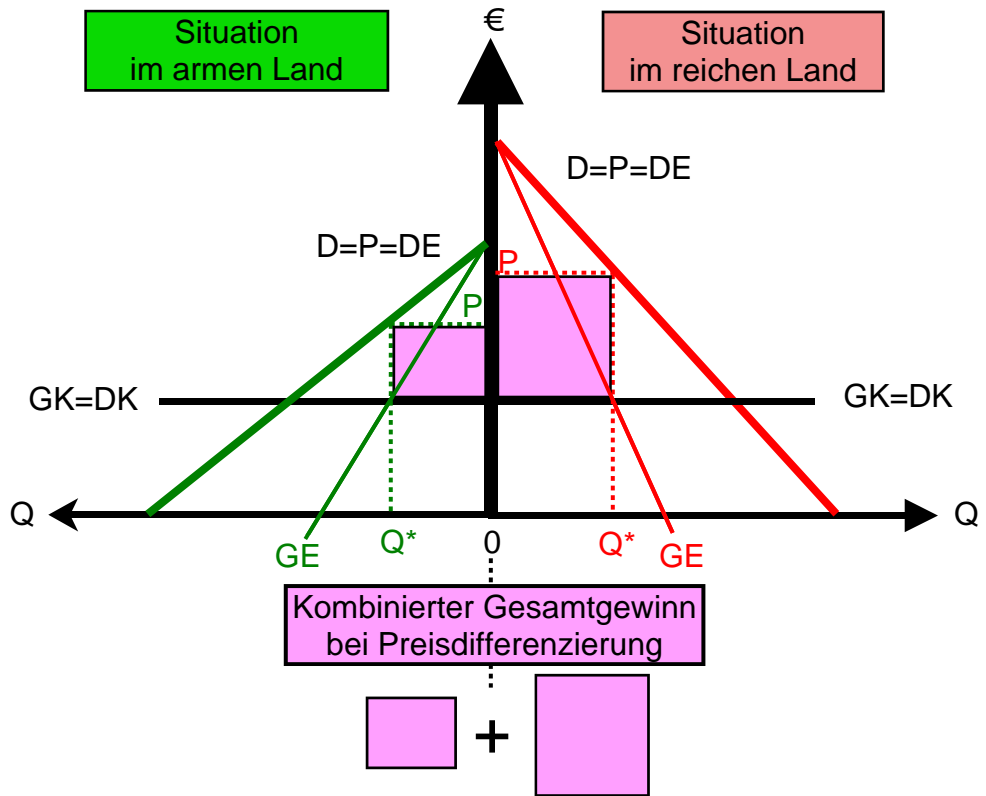 €
Situation
im armen Land
Situation
im reichen Land
D=P=DE
D=P=DE
P
P
GK=DK
GK=DK
Q
Q
GE
Q*
0
Q*
GE
Kombinierter Gesamtgewinn
bei Preisdifferenzierung
+